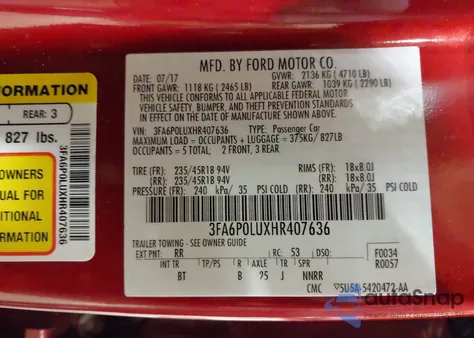 FORMATION
REAR: 3
827 lbs.
OWNERS
UAL FOR
ITIONAL
RMATION
3FA6P0LUXHR407636
MFD. BY FORD MOTOR CO.
DATE: 07/17 GVWR: 2136 KG (4710 LB)
FRONT GAWR: 1118 KG (2465 LB) REAR GAWR: 1039 KG (2290 LB)
THIS VEHICLE CONFORMS TO ALL APPLICABLE FEDERAL MOTOR
VEHICLE SAFETY, BUMPER, AND THEFT PREVENTION STANDARDS
IN EFFECT ON THE DATE OF MANUFACTURE SHOWN ABOVE.
VIN: 3FA6P0LUXHR407636 TYPE: Passenger Car
MAXIMUM LOAD = OCCUPANTS + LUGGAGE = 375KG / 827LB
OCCUPANTS = 5 TOTAL: 2 FRONT, 3 REAR
TIRE (FR): 235/45R18 94V RIMS (FR): 18x8.0J
(RR): 235/45R18 94V (RR): 18x8.0J
PRESSURE (FR): 240 kPa/ 35 PSI COLD (RR): 240 kPa/ 35 PSI COLD
3FA6P0LUXHR407636
TRAILER TOWING - SEE OWNER GUIDE
EXT PNT: RR RC: 53 DSO: F0034
R0057
INT TR TP/PS R AXLE TR SPR
BT B 25 J NNRR
CMC ▽SU5A-5420472-AA
autoSnap